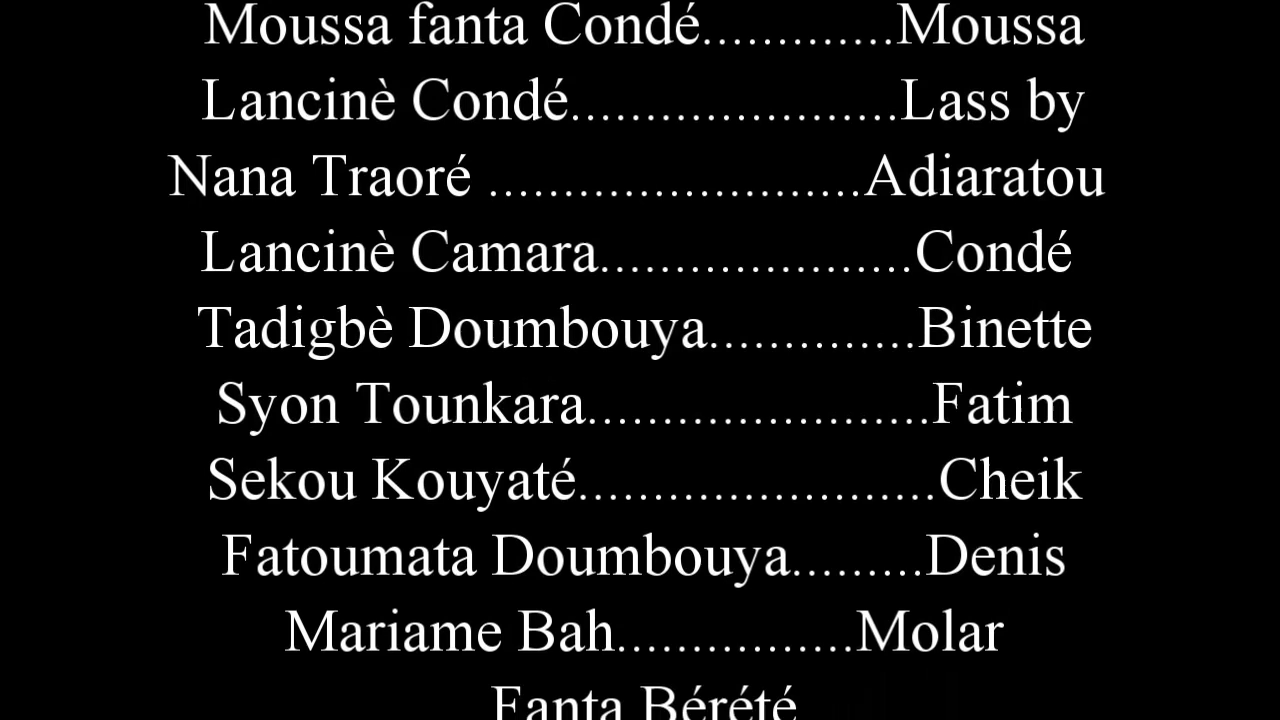 Moussa fanta Condé.............Moussa
Lancinè Condé......................Lass by
Nana Traoré .........................Adiaratou
Lancinè Camara.....................Condé
Tadigbè Doumbouya..............Binette
Syon Tounkara.......................Fatim
Sekou Kouyaté........................Cheik
Fatoumata Doumbouya.........Denis
Mariame Bah................Molar
Fanta Bérété